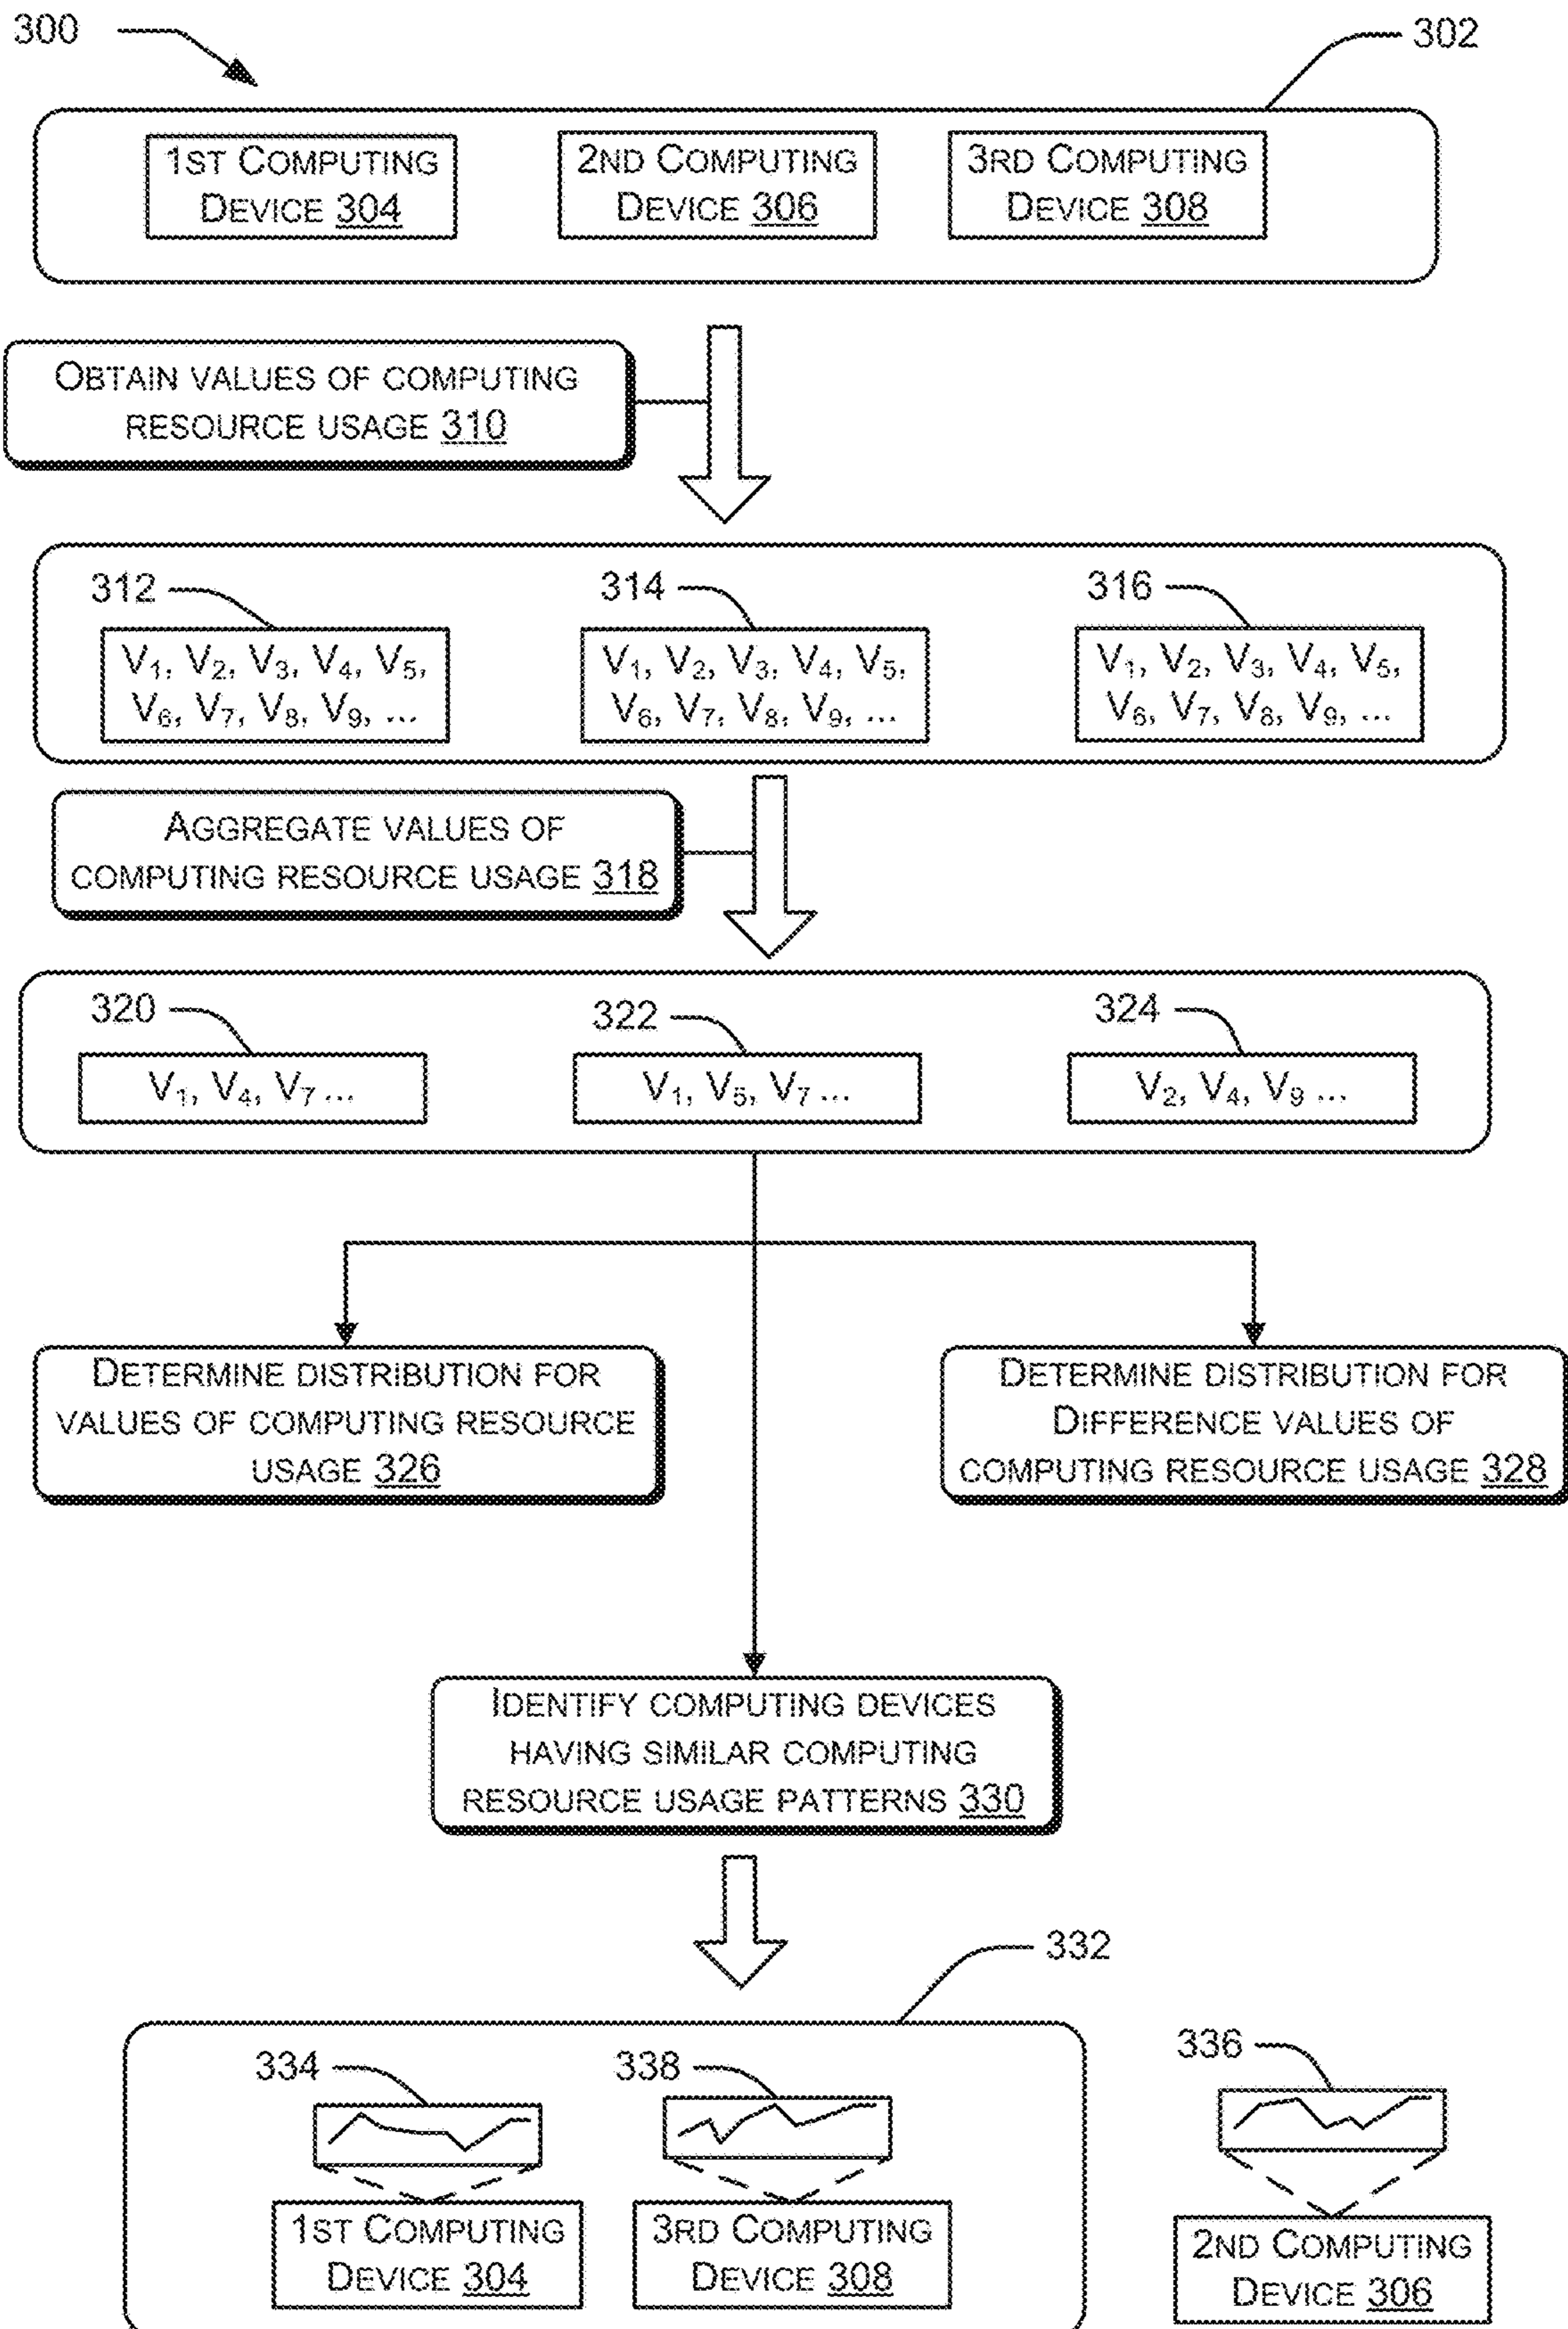 300
302
1ST COMPUTING
DEVICE 304
2ND COMPUTING
DEVICE 306
3RD COMPUTING
DEVICE 308
OBTAIN VALUES OF COMPUTING
RESOURCE USAGE 310
312
314
316
V1, V2, V3, V4, V5,
V6, V7, V8, V9, ...
V1, V2, V3, V4, V5,
V6, V7, V8, V9, ...
V1, V2, V3, V4, V5,
V6, V7, V8, V9, ...
AGGREGATE VALUES OF
COMPUTING RESOURCE USAGE 318
320
322
324
V1, V4, V7 ...
V1, V5, V7 ...
V2, V4, V9 ...
DETERMINE DISTRIBUTION FOR
VALUES OF COMPUTING RESOURCE
USAGE 326
DETERMINE DISTRIBUTION FOR
DIFFERENCE VALUES OF
COMPUTING RESOURCE USAGE 328
IDENTIFY COMPUTING DEVICES
HAVING SIMILAR COMPUTING
RESOURCE USAGE PATTERNS 330
332
334
338
336
1ST COMPUTING
DEVICE 304
3RD COMPUTING
DEVICE 308
2ND COMPUTING
DEVICE 306